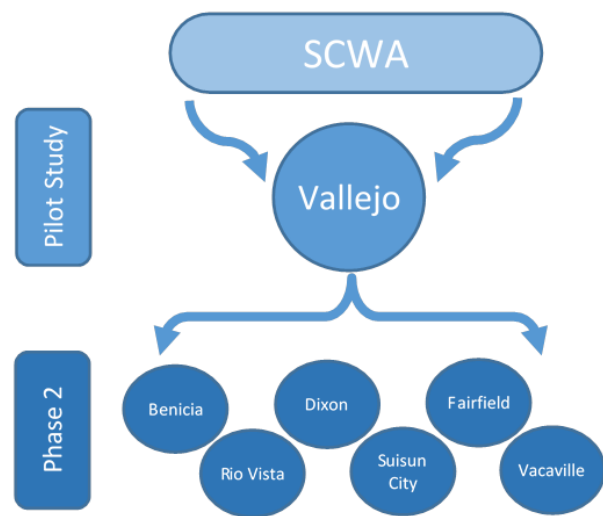 SCWA
Pilot Study
Vallejo
Phase 2
Benicia
Dixon
Fairfield
Rio Vista
Suisun
City
Vacaville